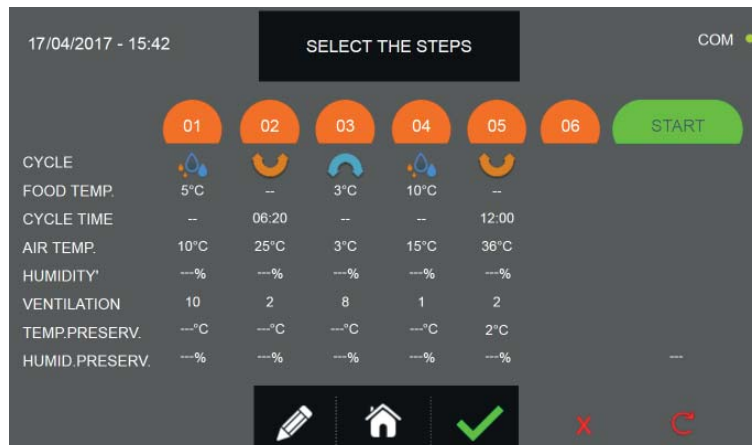 17/04/2017 - 15:42
SELECT THE STEPS
COM
01 02 03 04 05 06 START
CYCLE
FOOD TEMP. 5°C -- 3°C 10°C --
CYCLE TIME -- 06:20 -- -- 12:00
AIR TEMP. 10°C 25°C 3°C 15°C 36°C
HUMIDITY' ---% ---% ---% ---% ---%
VENTILATION 10 2 8 1 2
TEMP.PRESERV. ---°C ---°C ---°C ---°C 2°C
HUMID.PRESERV. ---% ---% ---% ---% ---% ---
X